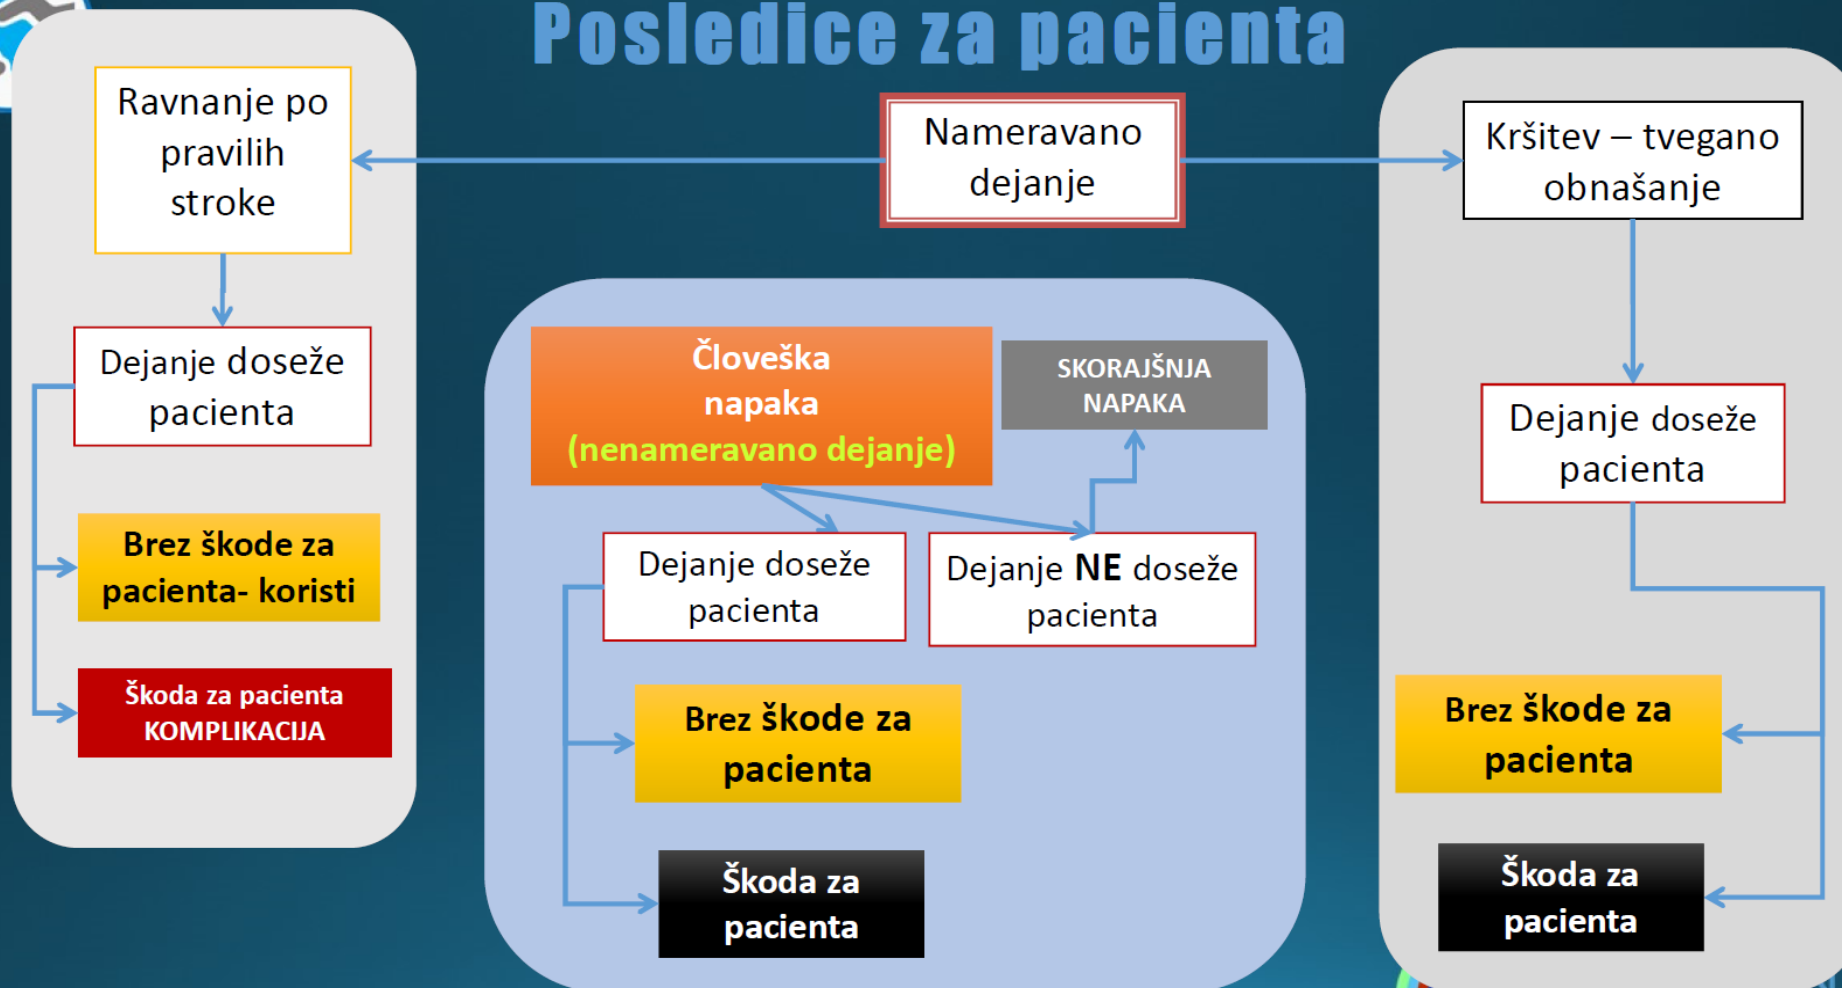 Posledice za pacienta
Ravnanje po
pravilih
stroke
Nameravano
dejanje
Kršitev – tvegano
obnašanje
Dejanje doseže
pacienta
Brez škode za
pacienta- koristi
Škoda za pacienta
KOMPLIKACIJA
Človeška
napaka
(nenameravano dejanje)
SKORAJŠNJA
NAPAKA
Dejanje doseže
pacienta
Dejanje NE doseže
pacienta
Brez škode za
pacienta
Škoda za
pacienta
Dejanje doseže
pacienta
Brez škode za
pacienta
Škoda za
pacienta